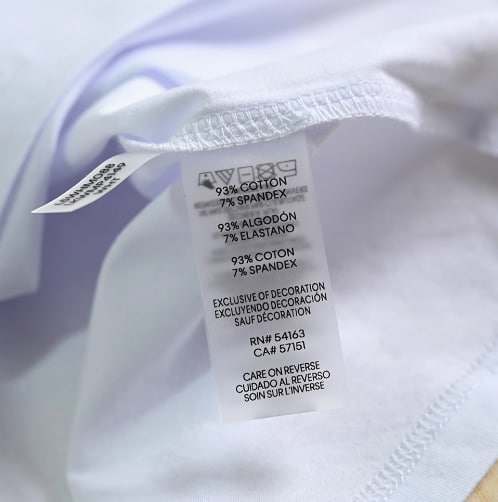 93% COTTON
7% SPANDEX
93% ALGODÓN
7% ELASTANO
93% COTON
7% SPANDEX
EXCLUSIVE OF DECORATION
EXCLUYENDO DECORACIÓN
SAUF DÉCORATION
RN# 54163
CA# 57151
CARE ON REVERSE
CUIDADO AL REVERSO
SOIN SUR L'INVERSE